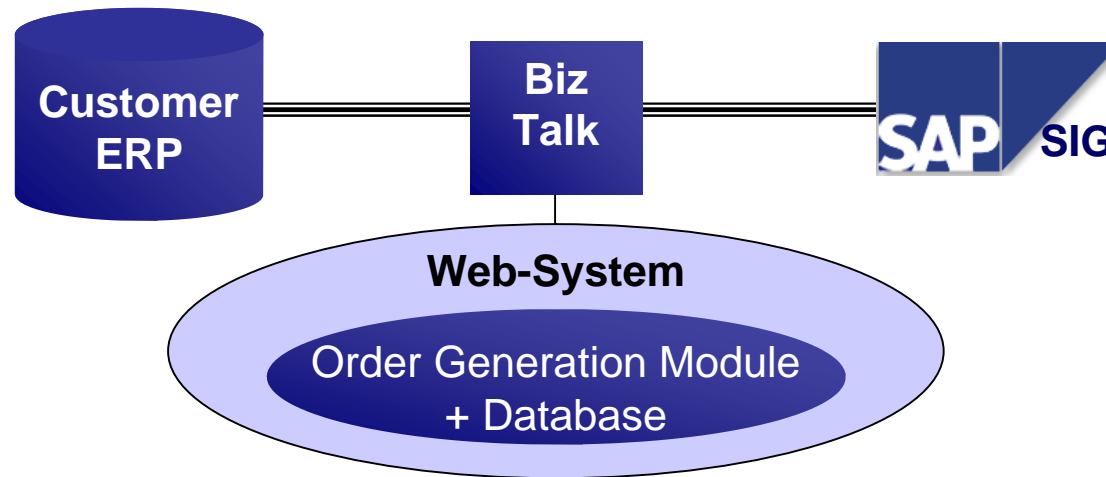 Customer
ERP
Biz
Talk
SAP
SIG
Web-System
Order Generation Module
+ Database